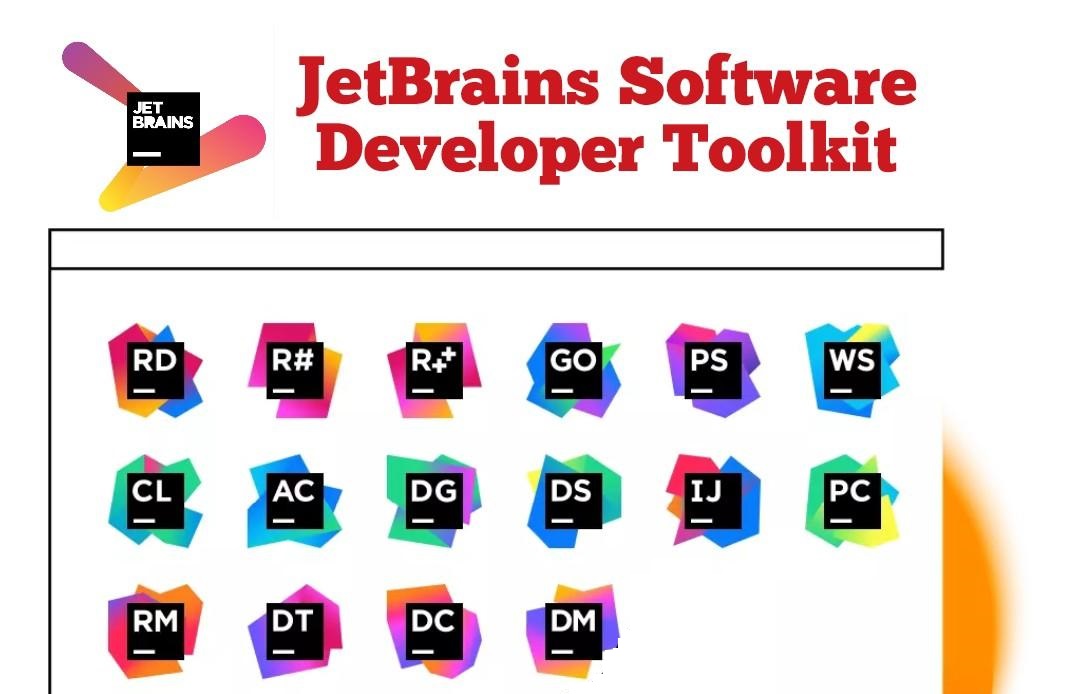 JET
BRAINS
JetBrains Software
Developer Toolkit
RD R# R++ GO PS WS
CL AC DG DS IJ PC
RM DT DC DM